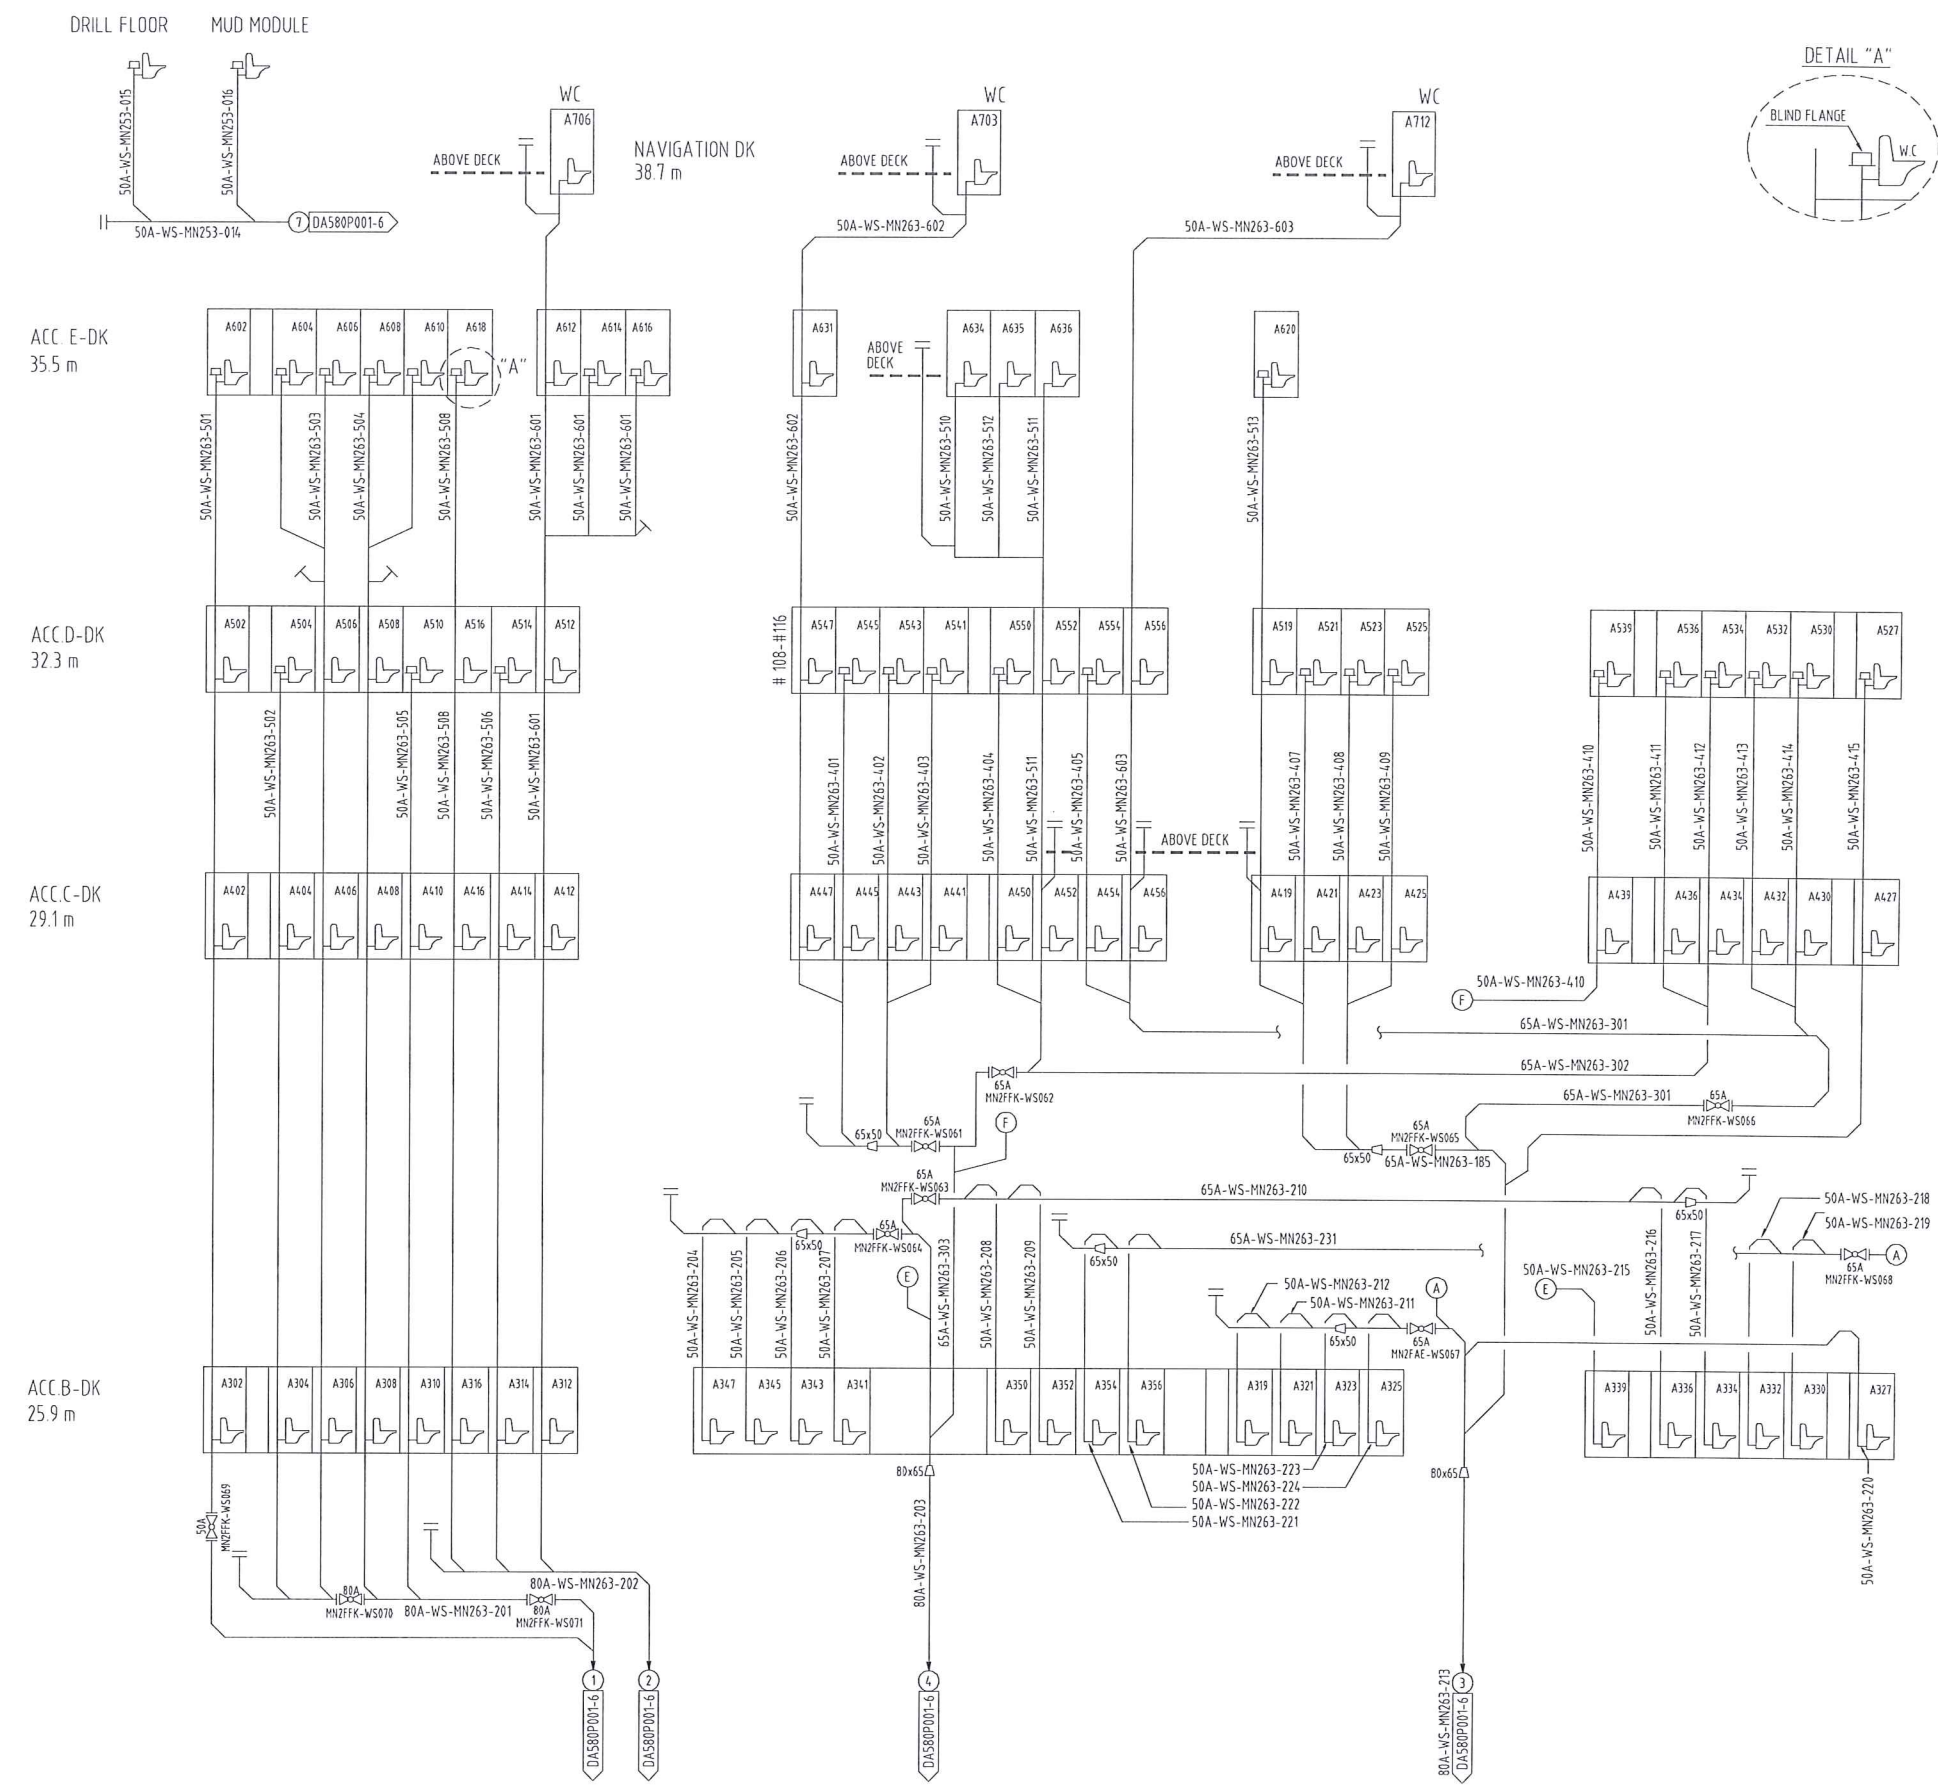 DRILL FLOOR
MUD MODULE
DETAIL "A"
BLIND FLANGE
W.C
50A-WS-MN253-015
50A-WS-MN253-016
50A-WS-MN253-014
7
DA580P001-6
WC
A706
ABOVE DECK
NAVIGATION DK
38.7 m
WC
A703
ABOVE DECK
50A-WS-MN263-602
WC
A712
ABOVE DECK
50A-WS-MN263-603
ACC. E-DK
35.5 m
A602
A604
A606
A608
A610
A618
"A"
A612
A614
A616
A631
ABOVE
DECK
A634
A635
A636
A620
50A-WS-MN263-501
50A-WS-MN263-503
50A-WS-MN263-504
50A-WS-MN263-508
50A-WS-MN263-601
50A-WS-MN263-601
50A-WS-MN263-601
50A-WS-MN263-602
50A-WS-MN263-510
50A-WS-MN263-512
50A-WS-MN263-511
50A-WS-MN263-513
ACC.D-DK
32.3 m
A502
A504
A506
A508
A510
A516
A514
A512
# 108-#116
A547
A545
A543
A541
A550
A552
A554
A556
A519
A521
A523
A525
A539
A536
A534
A532
A530
A527
50A-WS-MN263-502
50A-WS-MN263-505
50A-WS-MN263-508
50A-WS-MN263-506
50A-WS-MN263-601
50A-WS-MN263-401
50A-WS-MN263-402
50A-WS-MN263-403
50A-WS-MN263-404
50A-WS-MN263-511
50A-WS-MN263-405
50A-WS-MN263-603
ABOVE DECK
50A-WS-MN263-407
50A-WS-MN263-408
50A-WS-MN263-409
50A-WS-MN263-410
50A-WS-MN263-411
50A-WS-MN263-412
50A-WS-MN263-413
50A-WS-MN263-414
50A-WS-MN263-415
ACC.C-DK
29.1 m
A402
A404
A406
A408
A410
A416
A414
A412
A447
A445
A443
A441
A450
A452
A454
A456
A419
A421
A423
A425
A439
A436
A434
A432
A430
A427
50A-WS-MN263-410
F
65A-WS-MN263-301
65A-WS-MN263-302
65A
MN2FFK-WS062
65A-WS-MN263-301
65A
MN2FFK-WS066
F
65x50
65A
MN2FFK-WS061
65A
MN2FFK-WS065
65x50
65A-WS-MN263-185
65A
MN2FFK-WS063
65A-WS-MN263-210
65x50
50A-WS-MN263-218
50A-WS-MN263-219
65x50
65A
MN2FFK-WS064
65x50
65A-WS-MN263-231
A
65A
MN2FFK-WS068
E
50A-WS-MN263-215
E
50A-WS-MN263-212
50A-WS-MN263-211
A
65x50
65A
MN2FAE-WS067
50A-WS-MN263-204
50A-WS-MN263-205
50A-WS-MN263-206
50A-WS-MN263-207
65A-WS-MN263-303
50A-WS-MN263-208
50A-WS-MN263-209
50A-WS-MN263-216
50A-WS-MN263-217
ACC.B-DK
25.9 m
A302
A304
A306
A308
A310
A316
A314
A312
A347
A345
A343
A341
A350
A352
A354
A356
A319
A321
A323
A325
A339
A336
A334
A332
A330
A327
80x65
50A-WS-MN263-223
50A-WS-MN263-224
50A-WS-MN263-222
50A-WS-MN263-221
80x65
50A-WS-MN263-220
50A
MN2FFK-WS069
80A-WS-MN263-203
80A-WS-MN263-202
80A
MN2FFK-WS070
80A-WS-MN263-201
80A
MN2FFK-WS071
1
DA580P001-6
2
DA580P001-6
4
DA580P001-6
80A-WS-MN263-213
3
DA580P001-6